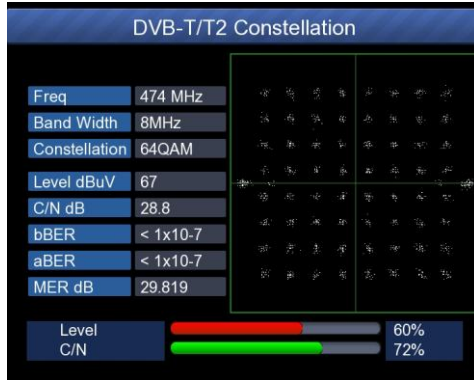 DVB-T/T2 Constellation
Freq 474 MHz
Band Width 8MHz
Constellation 64QAM
Level dBuV 67
C/N dB 28.8
bBER < 1x10-7
aBER < 1x10-7
MER dB 29.819
Level 60%
C/N 72%